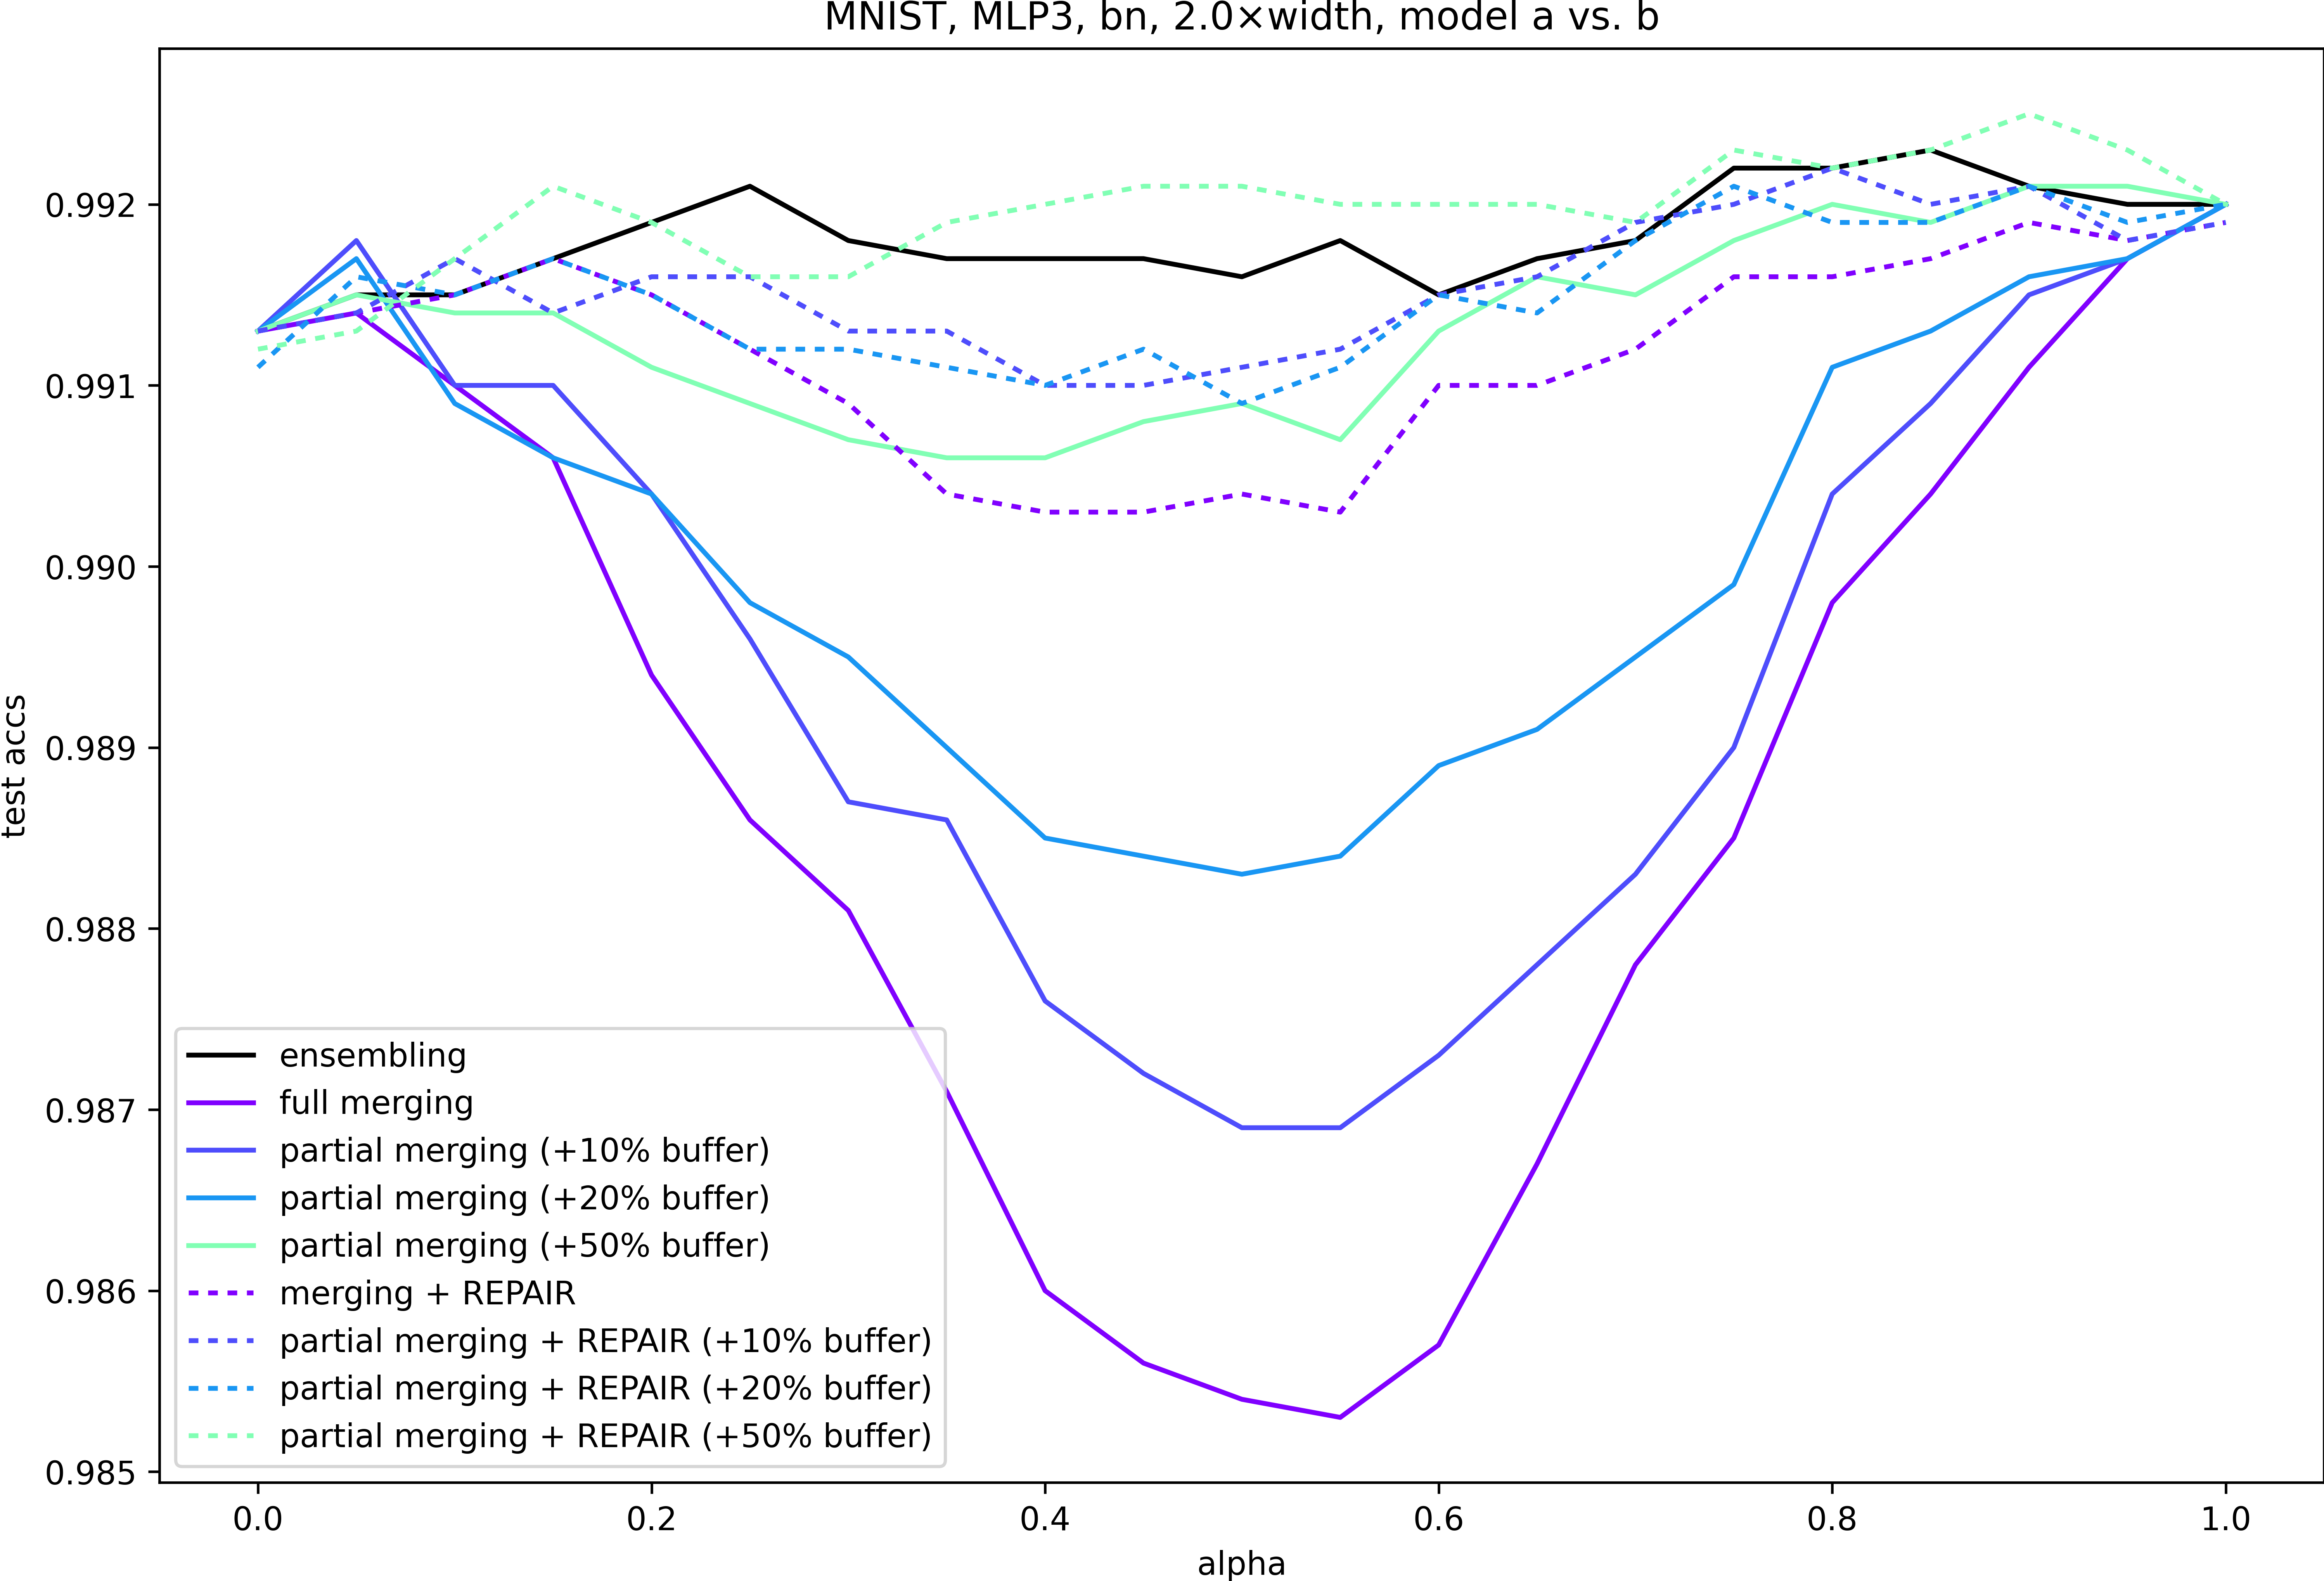 MNIST, MLP3, bn, 2.0×width, model a vs. b
test accs
0.992
0.991
0.990
0.989
0.988
0.987
0.986
0.985
ensembling
full merging
partial merging (+10% buffer)
partial merging (+20% buffer)
partial merging (+50% buffer)
merging + REPAIR
partial merging + REPAIR (+10% buffer)
partial merging + REPAIR (+20% buffer)
partial merging + REPAIR (+50% buffer)
0.0 0.2 0.4 0.6 0.8 1.0
alpha